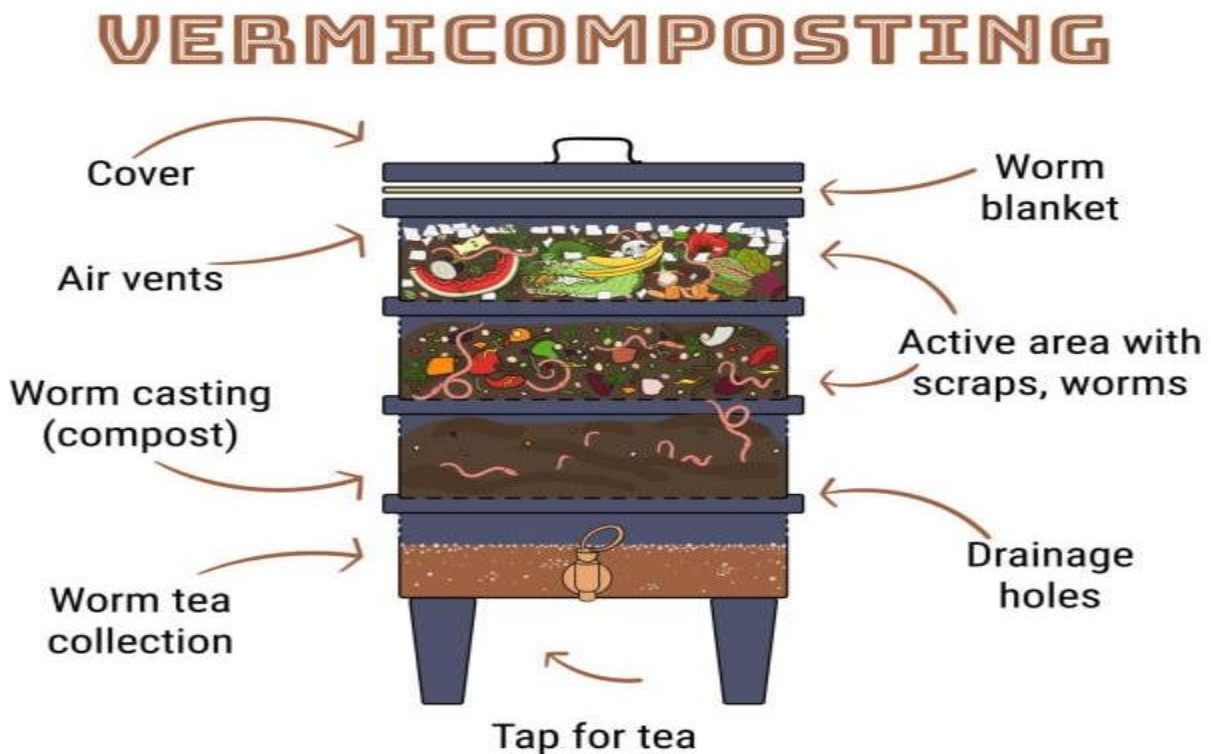 VERMICOMPOSTING
Cover
Worm
blanket
Air vents
Active area with
scraps, worms
Worm casting
(compost)
Drainage
holes
Worm tea
collection
Tap for tea